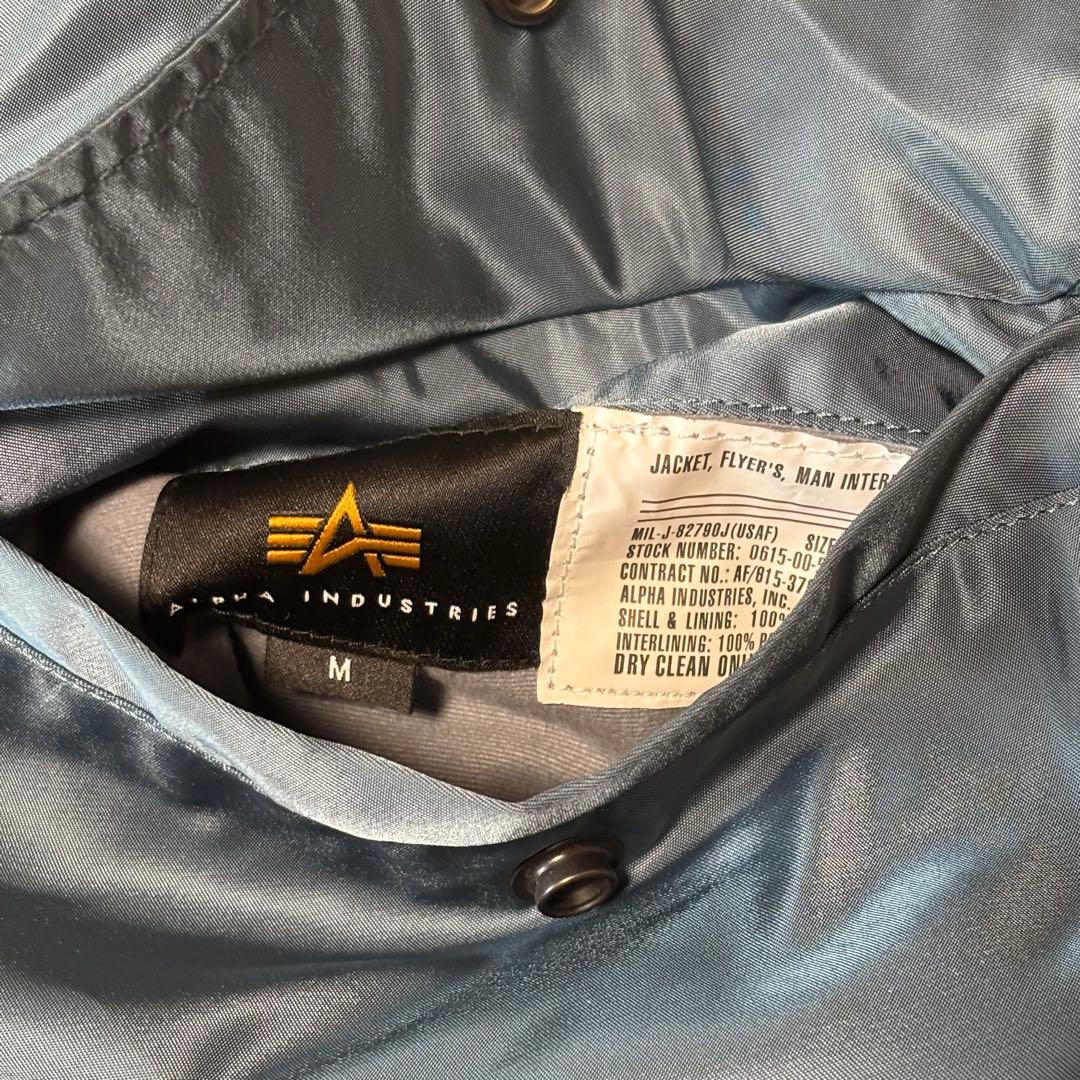 ALPHA INDUSTRIES
M
JACKET, FLYER'S, MAN INTER
MIL-J-82790J(USAF) SIZE
STOCK NUMBER: 0615-00-
CONTRACT NO.: AF/815-37
ALPHA INDUSTRIES, INC.
SHELL & LINING: 100%
INTERLINING: 100%
DRY CLEAN